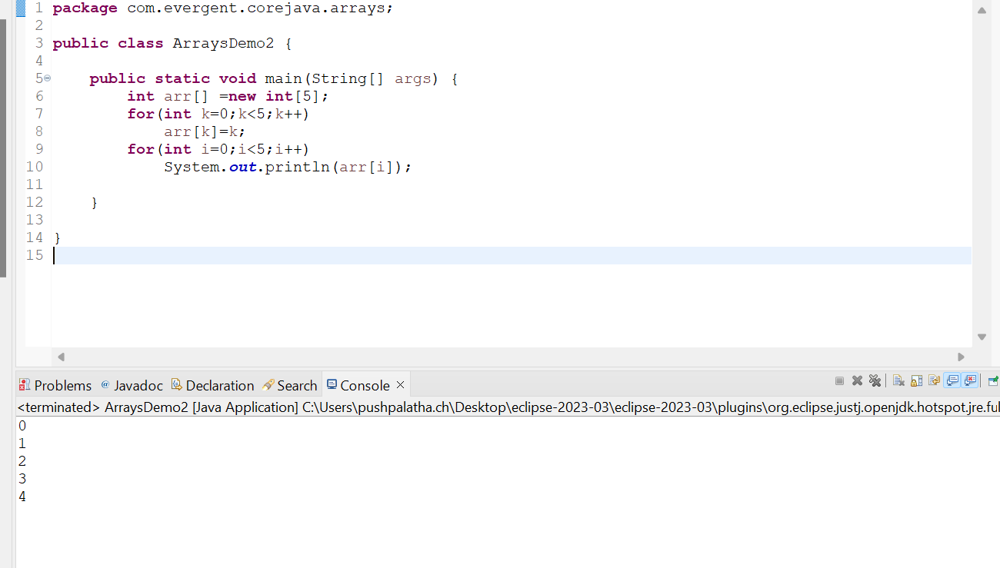 1 package com.evergent.corejava.arrays;
2
3 public class ArraysDemo2 {
4
5 public static void main(String[] args) {
6 int arr[] =new int[5];
7 for(int k=0;k<5;k++)
8 arr[k]=k;
9 for(int i=0;i<5;i++)
10 System.out.println(arr[i]);
11
12 }
13
14 }
15
Problems @ Javadoc Declaration Search Console ×
<terminated> ArraysDemo2 [Java Application] C:\Users\pushpalatha.ch\Desktop\eclipse-2023-03\eclipse-2023-03\plugins\org.eclipse.justj.openjdk.hotspot.jre.ful
0
1
2
3
4